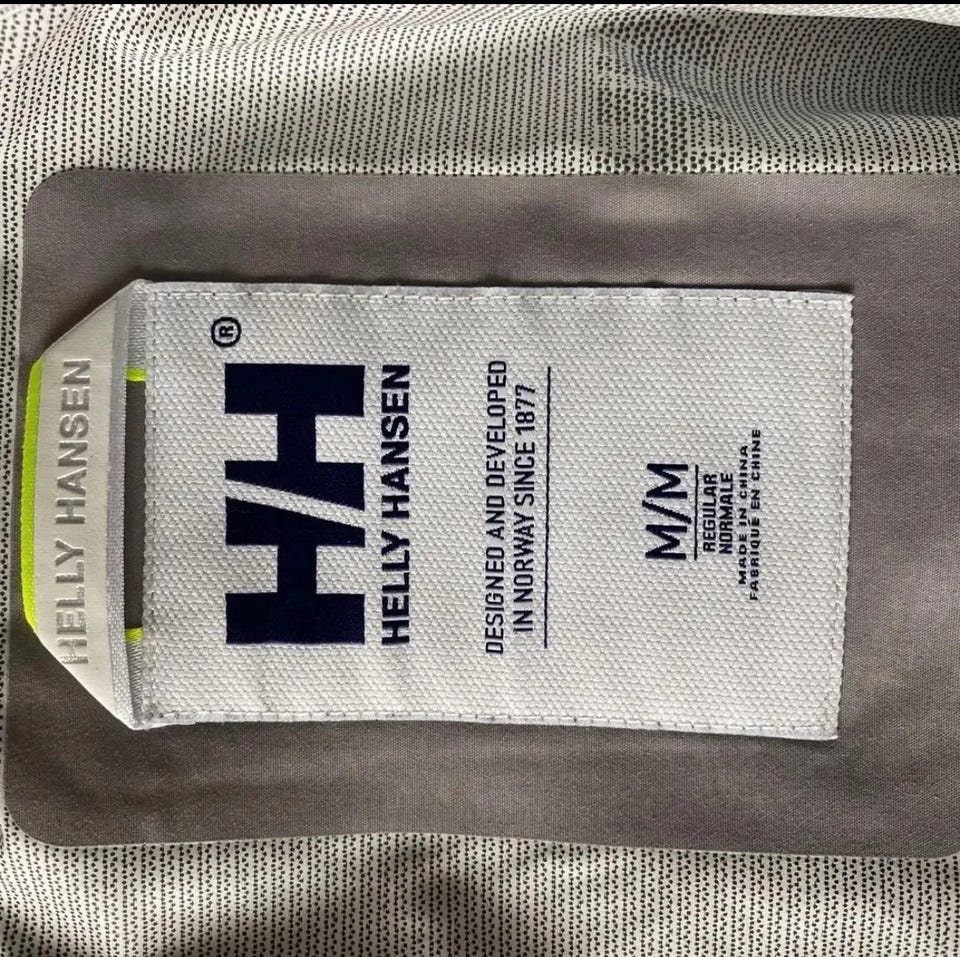 HELLY HANSEN
H/H®
HELLY HANSEN
DESIGNED AND DEVELOPED
IN NORWAY SINCE 1877
M/M
REGULAR
NORMALE
MADE IN CHINA
FABRIQUÉ EN CHINE